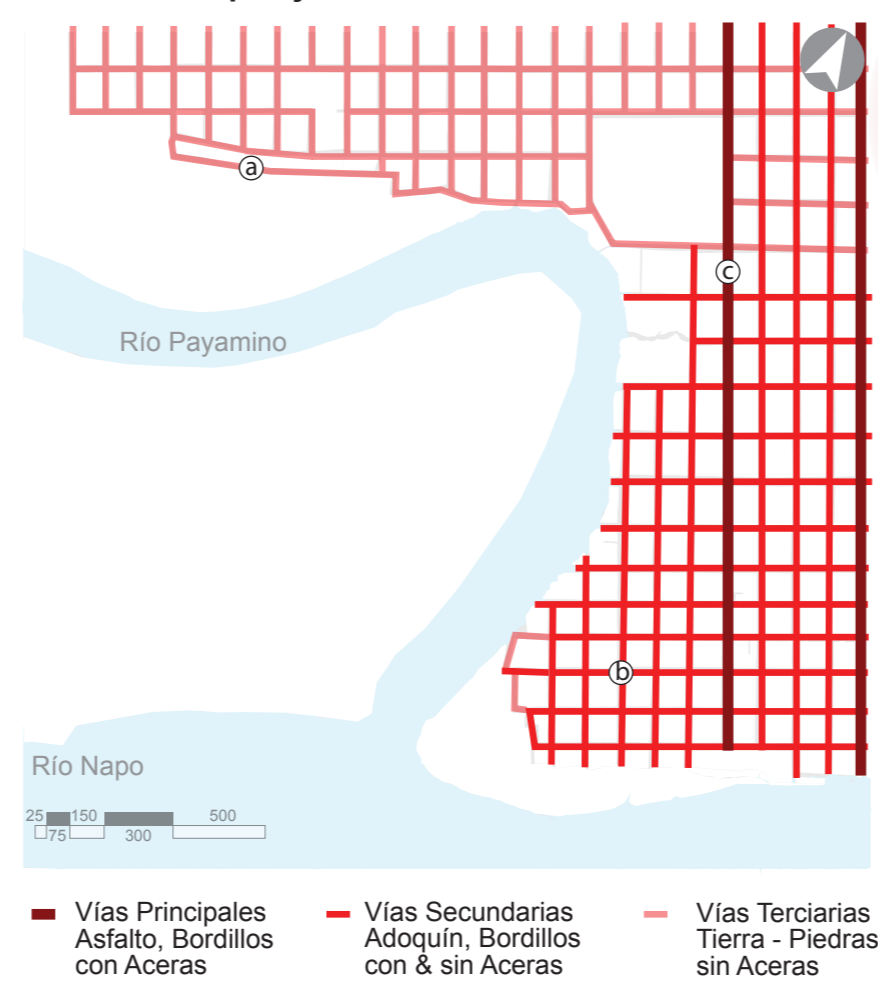 a
c
Río Payamino
b
Río Napo
25 150 500
75 300
Vías Principales
Asfalto, Bordillos
con Aceras
Vías Secundarias
Adoquín, Bordillos
con & sin Aceras
Vías Terciarias
Tierra - Piedras
sin Aceras